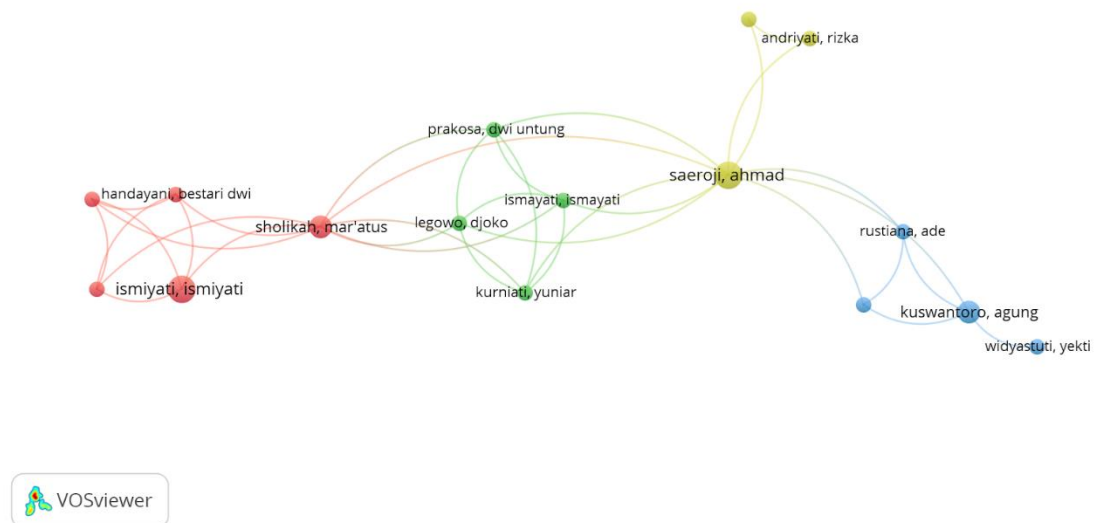 andriyati, rizka
prakosa, dwi untung
saeroji, ahmad
handayani, bestari dwi
ismayati, ismayati
sholikah, mar'atus
legowo, djoko
rustiana, ade
ismiyati, ismiyati
kurniati, yuniar
kuswantoro, agung
widyastuti, yekti
VOSviewer